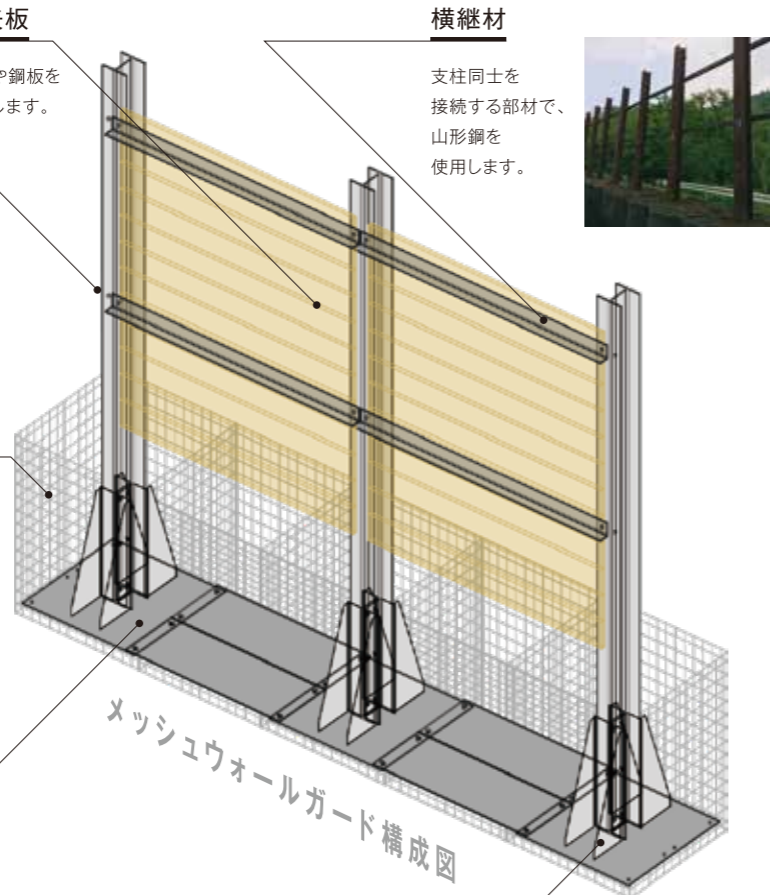 板
横継材
や鋼板を
します。
支柱同士を
接続する部材で、
山形鋼を
使用します。
メッシュウォールガード構成図